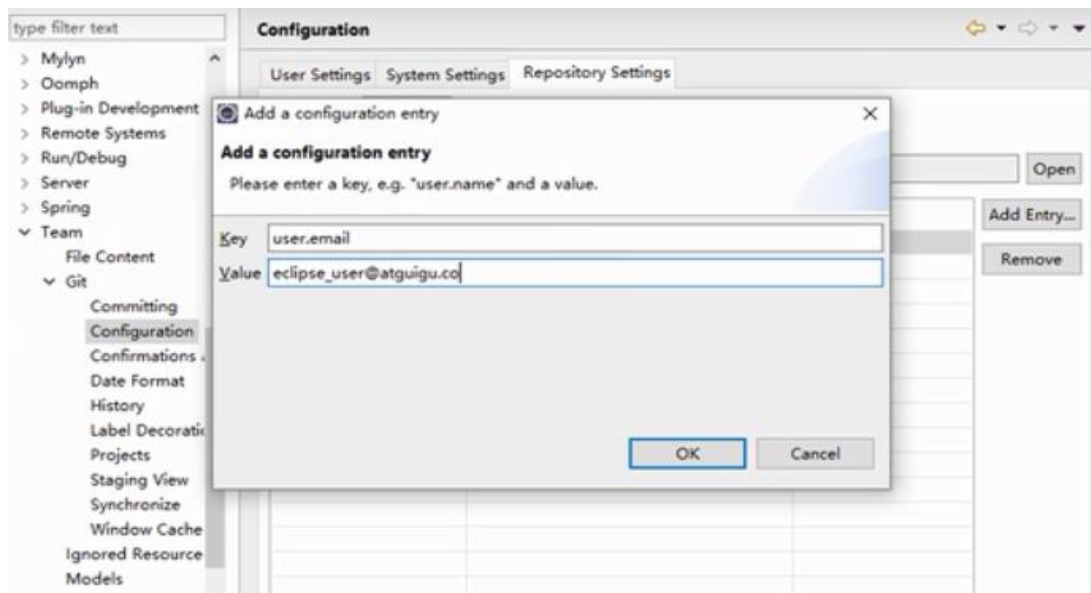 type filter text
Mylyn
Oomph
Plug-in Development
Remote Systems
Run/Debug
Server
Spring
Team
File Content
Git
Committing
Configuration
Confirmations
Date Format
History
Label Decoratic
Projects
Staging View
Synchronize
Window Cache
Ignored Resource
Models
Configuration
User Settings System Settings Repository Settings
Open
Add Entry...
Remove
Add a configuration entry
Add a configuration entry
Please enter a key, e.g. "user.name" and a value.
Key user.email
Value eclipse_user@atguigu.co
OK Cancel